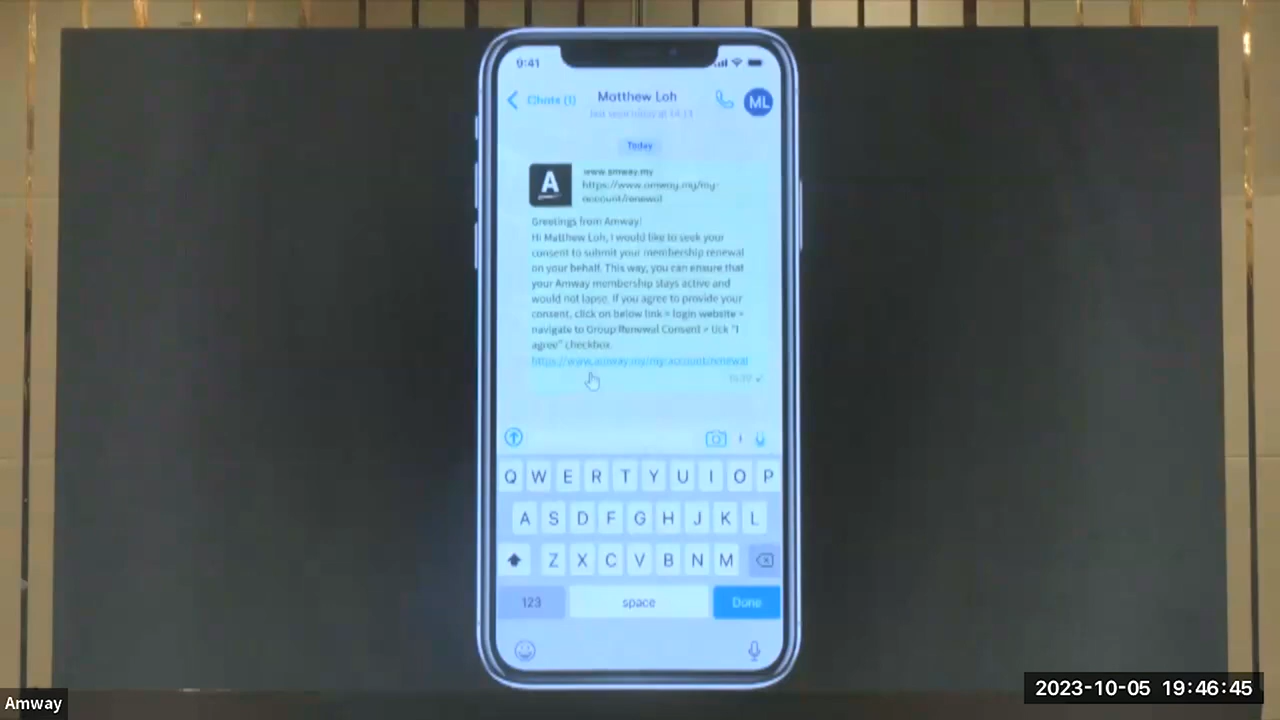 9:41
Chats (1)
Matthew Loh
ML
Today
A
www.amway.my
https://www.amway.my/my-
account/renewal
Greetings from Amway!
Hi Matthew Loh, I would like to seek your
consent to submit your membership renewal
on your behalf. This way, you can ensure that
your Amway membership stays active and
would not lapse. If you agree to provide your
consent, click on below link > login website >
navigate to Group Renewal Consent > tick "I
agree" checkbox.
https://www.amway.my/my-account/renewal
Q W E R T Y U I O P
A S D F G H J K L
Z X C V B N M
123 space Done
Amway
2023-10-05 19:46:45